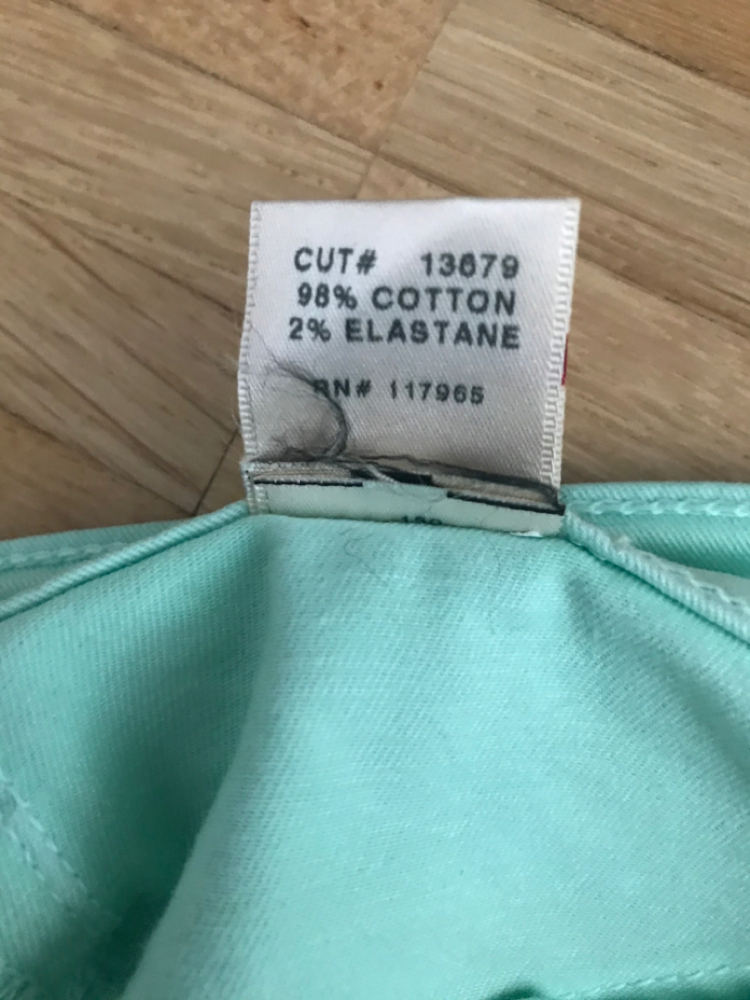 CUT# 13679
98% COTTON
2% ELASTANE
RN# 117965